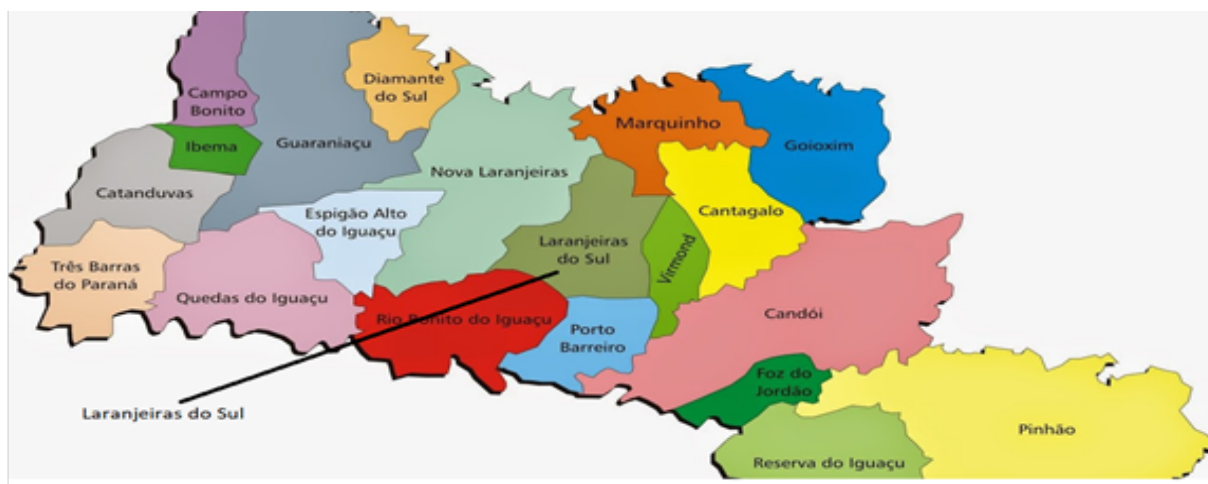 Diamante
do Sul
Campo
Bonito
Marquinho
Ibema
Guaraniaçu
Goioxim
Nova Laranjeiras
Catanduvas
Cantagalo
Espigão Alto
do Iguaçu
Laranjeiras
do Sul
Virmond
Três Barras
do Paraná
Quedas do Iguaçu
Rio Bonito do Iguaçu
Candói
Porto
Barreiro
Foz do
Jordão
Laranjeiras do Sul
Pinhão
Reserva do Iguaçu